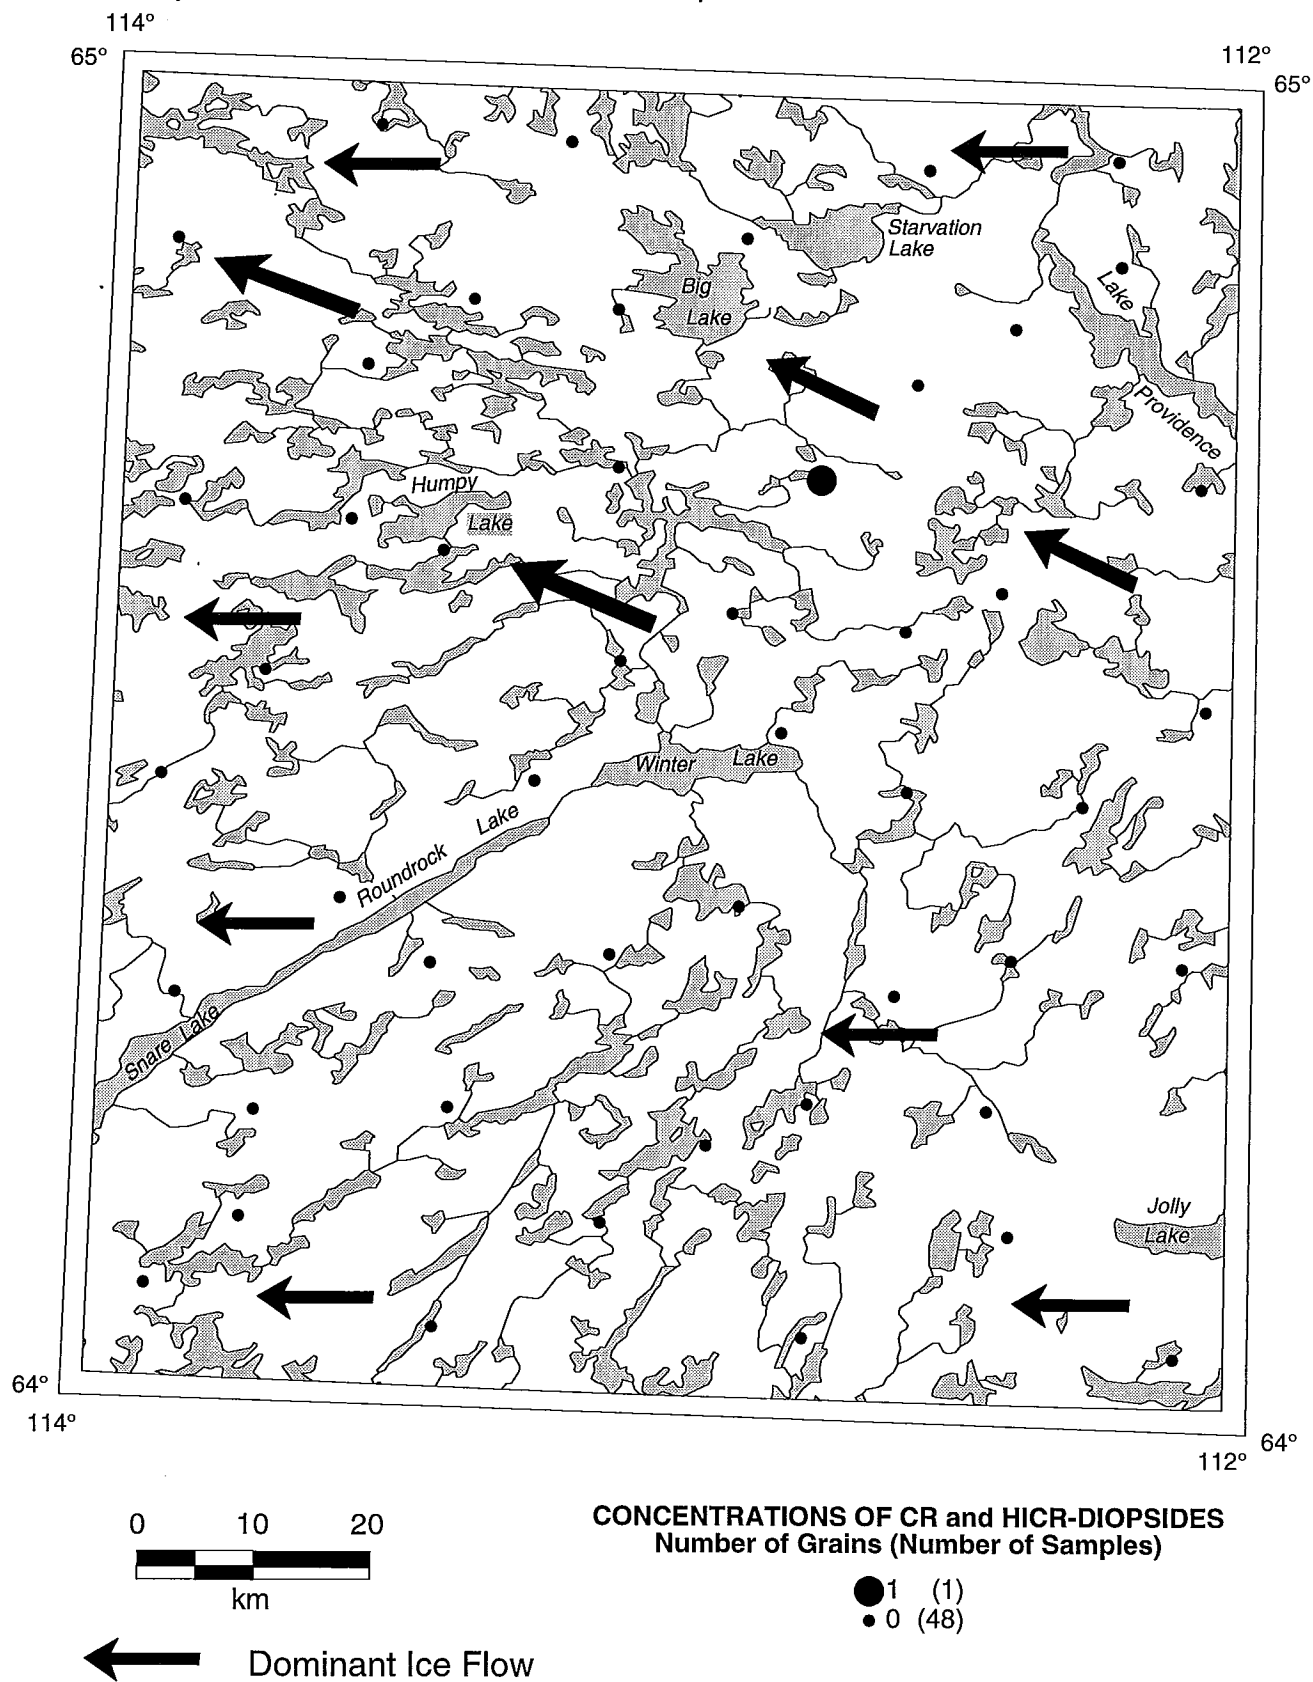 114°
65°
112°
65°
Starvation
Lake
Big
Lake
Lake
Providence
Humpy
Lake
Winter Lake
Lake
Roundrock
Snare Lake
Jolly
Lake
64°
114°
64°
112°
0 10 20
km
CONCENTRATIONS OF CR and HICR-DIOPSIDES
Number of Grains (Number of Samples)
1 (1)
0 (48)
Dominant Ice Flow